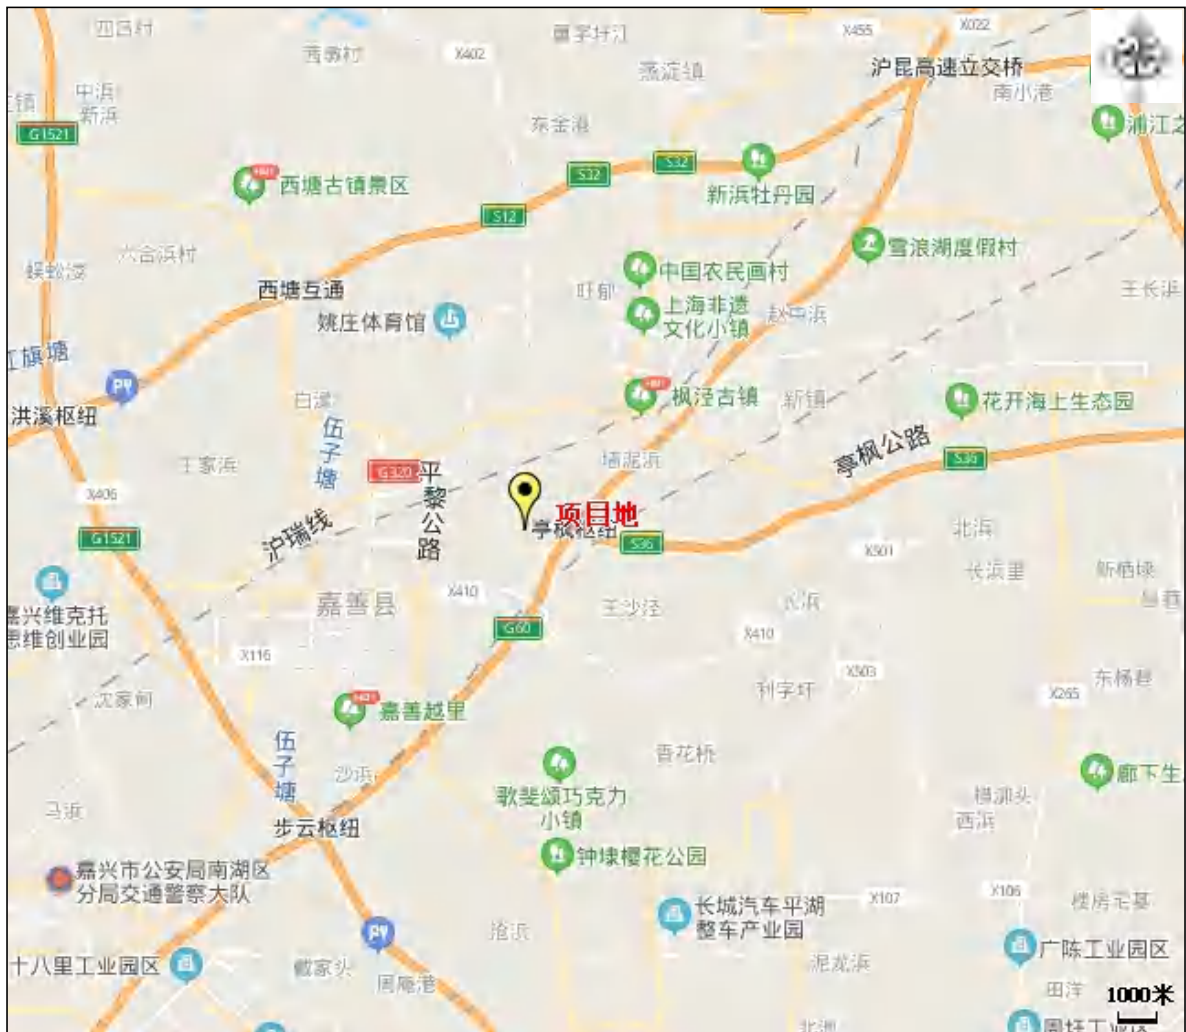 四吕村
X402
X455
X022
沪昆高速立交桥
燕淀镇
南小港
中浜
新浜
东金港
G1521
浦江之
S32
S32
西塘古镇景区
新浜牡丹园
S12
六合浜村
雪浪湖度假村
中国农民画村
西塘互通
旺郁
王长浜
上海非遗
文化小镇
姚庄体育馆
赵中浜
红旗塘
枫泾古镇
新镇
花开海上生态园
洪溪枢纽
伍子塘
亭枫公路
王家浜
G320
平黎公路
墙泥浜
S36
X406
项目地
亭枫枢纽
沪瑞线
G1521
S36
X501
北浜
长浜里
嘉兴维克托
思维创业园
嘉善县
X410
王沙泾
G60
X410
X116
X503
东杨巷
X265
沈家甸
利字圩
嘉善越里
伍子塘
香花桥
沙浜
廊下生
歌斐颂巧克力
小镇
马浜
西浜
步云枢纽
钟埭樱花公园
嘉兴市公安局南湖区
分局交通警察大队
X107
X106
长城汽车平湖
整车产业园
沧浜
广陈工业园区
十八里工业园区
戴家头
泥龙浜
周庵港
田洋
1000米